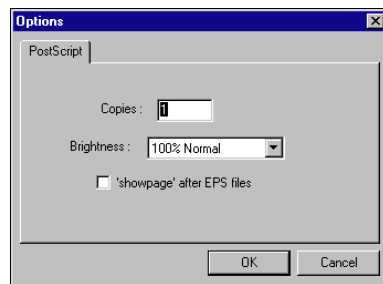 Options
PostScript
Copies : 1
Brightness : 100% Normal
'showpage' after EPS files
OK Cancel